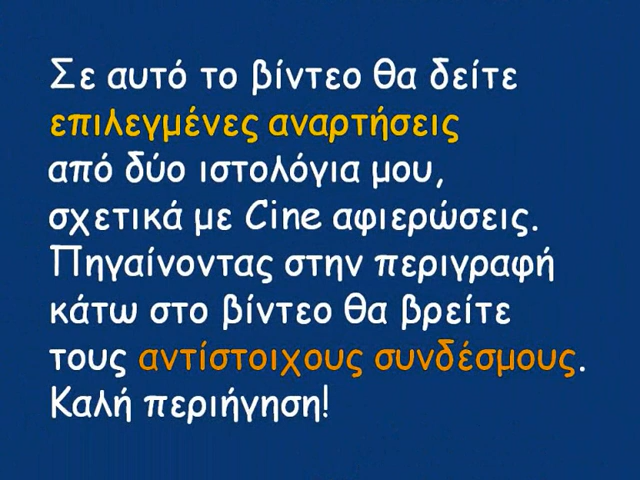 Σε αυτό το βίντεο θα δείτε
επιλεγμένες αναρτήσεις
από δύο ιστολόγια μου,
σχετικά με Cine αφιερώσεις.
Πηγαίνοντας στην περιγραφή
κάτω στο βίντεο θα βρείτε
τους αντίστοιχους συνδέσμους.
Καλή περιήγηση!